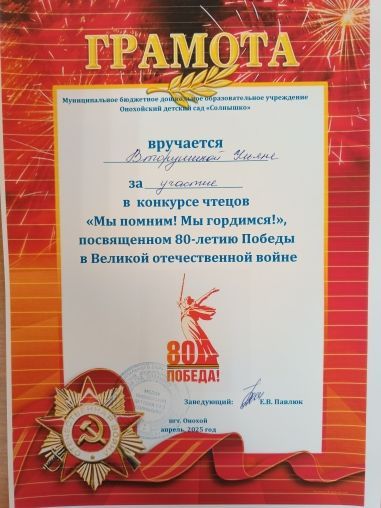 ГРАМОТА
Муниципальное бюджетное дошкольное образовательное учреждение
Онохойский детский сад «Солнышко»
вручается
Ульяне
за участие
в конкурсе чтецов
«Мы помним! Мы гордимся!»,
посвященном 80-летию Победы
в Великой отечественной войне
80
ПОБЕДА!
Заведующий: Е.В. Павлюк
пгт. Онохой
апрель, 2025 год